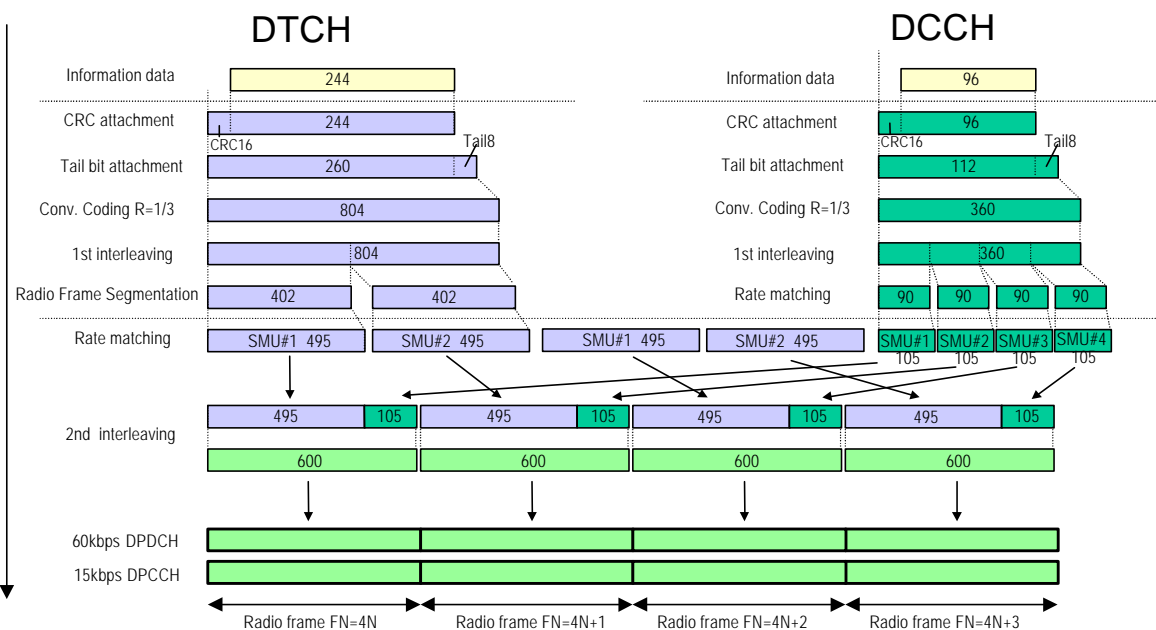 DTCH DCCH
Information data 244 Information data 96
CRC attachment 244 CRC attachment 96
CRC16 Tail8 CRC16 Tail8
Tail bit attachment 260 Tail bit attachment 112
Conv. Coding R=1/3 804 Conv. Coding R=1/3 360
1st interleaving 804 1st interleaving 360
Radio Frame Segmentation 402 402 Rate matching 90 90 90 90
Rate matching SMU#1 495 SMU#2 495 SMU#1 495 SMU#2 495 SMU#1 SMU#2 SMU#3 SMU#4
105 105 105 105
495 105 495 105 495 105 495 105
2nd interleaving
600 600 600 600
60kbps DPDCH
15kbps DPCCH
Radio frame FN=4N Radio frame FN=4N+1 Radio frame FN=4N+2 Radio frame FN=4N+3